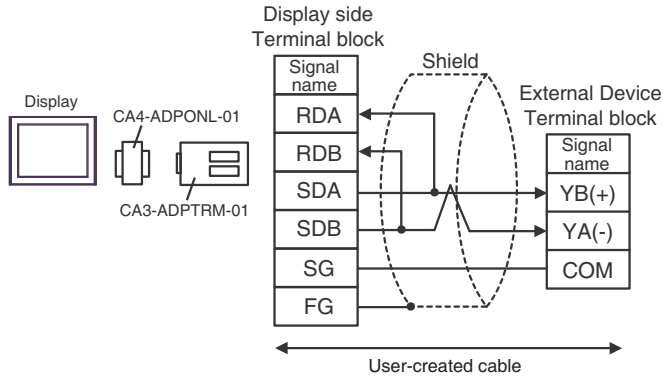 Display side
Terminal block
Shield
External Device
Terminal block
Display
CA4-ADPONL-01
CA3-ADPTRM-01
Signal
name
RDA
RDB
SDA
SDB
SG
FG
Signal
name
YB(+)
YA(-)
COM
User-created cable